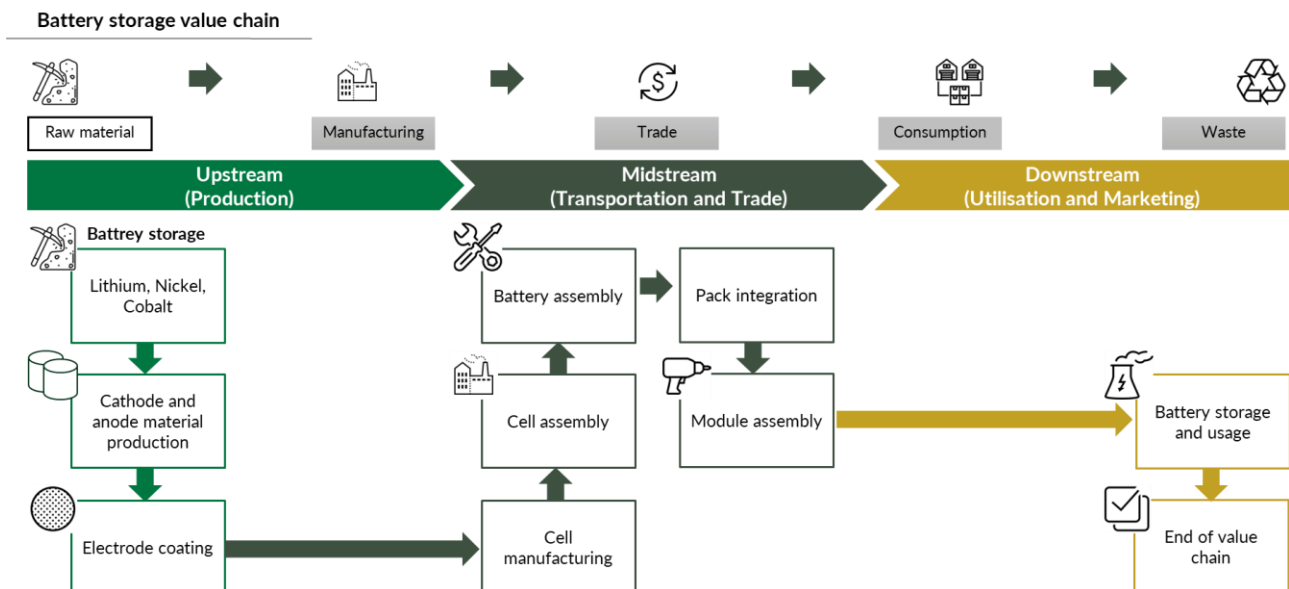 Battery storage value chain
Raw material
Manufacturing
$
Trade
Consumption
Waste
Upstream
(Production)
Midstream
(Transportation and Trade)
Downstream
(Utilisation and Marketing)
Battrey storage
Lithium, Nickel,
Cobalt
Battery assembly
Pack integration
Cathode and
anode material
production
Cell assembly
Module assembly
Battery storage
and usage
Electrode coating
Cell
manufacturing
End of value
chain